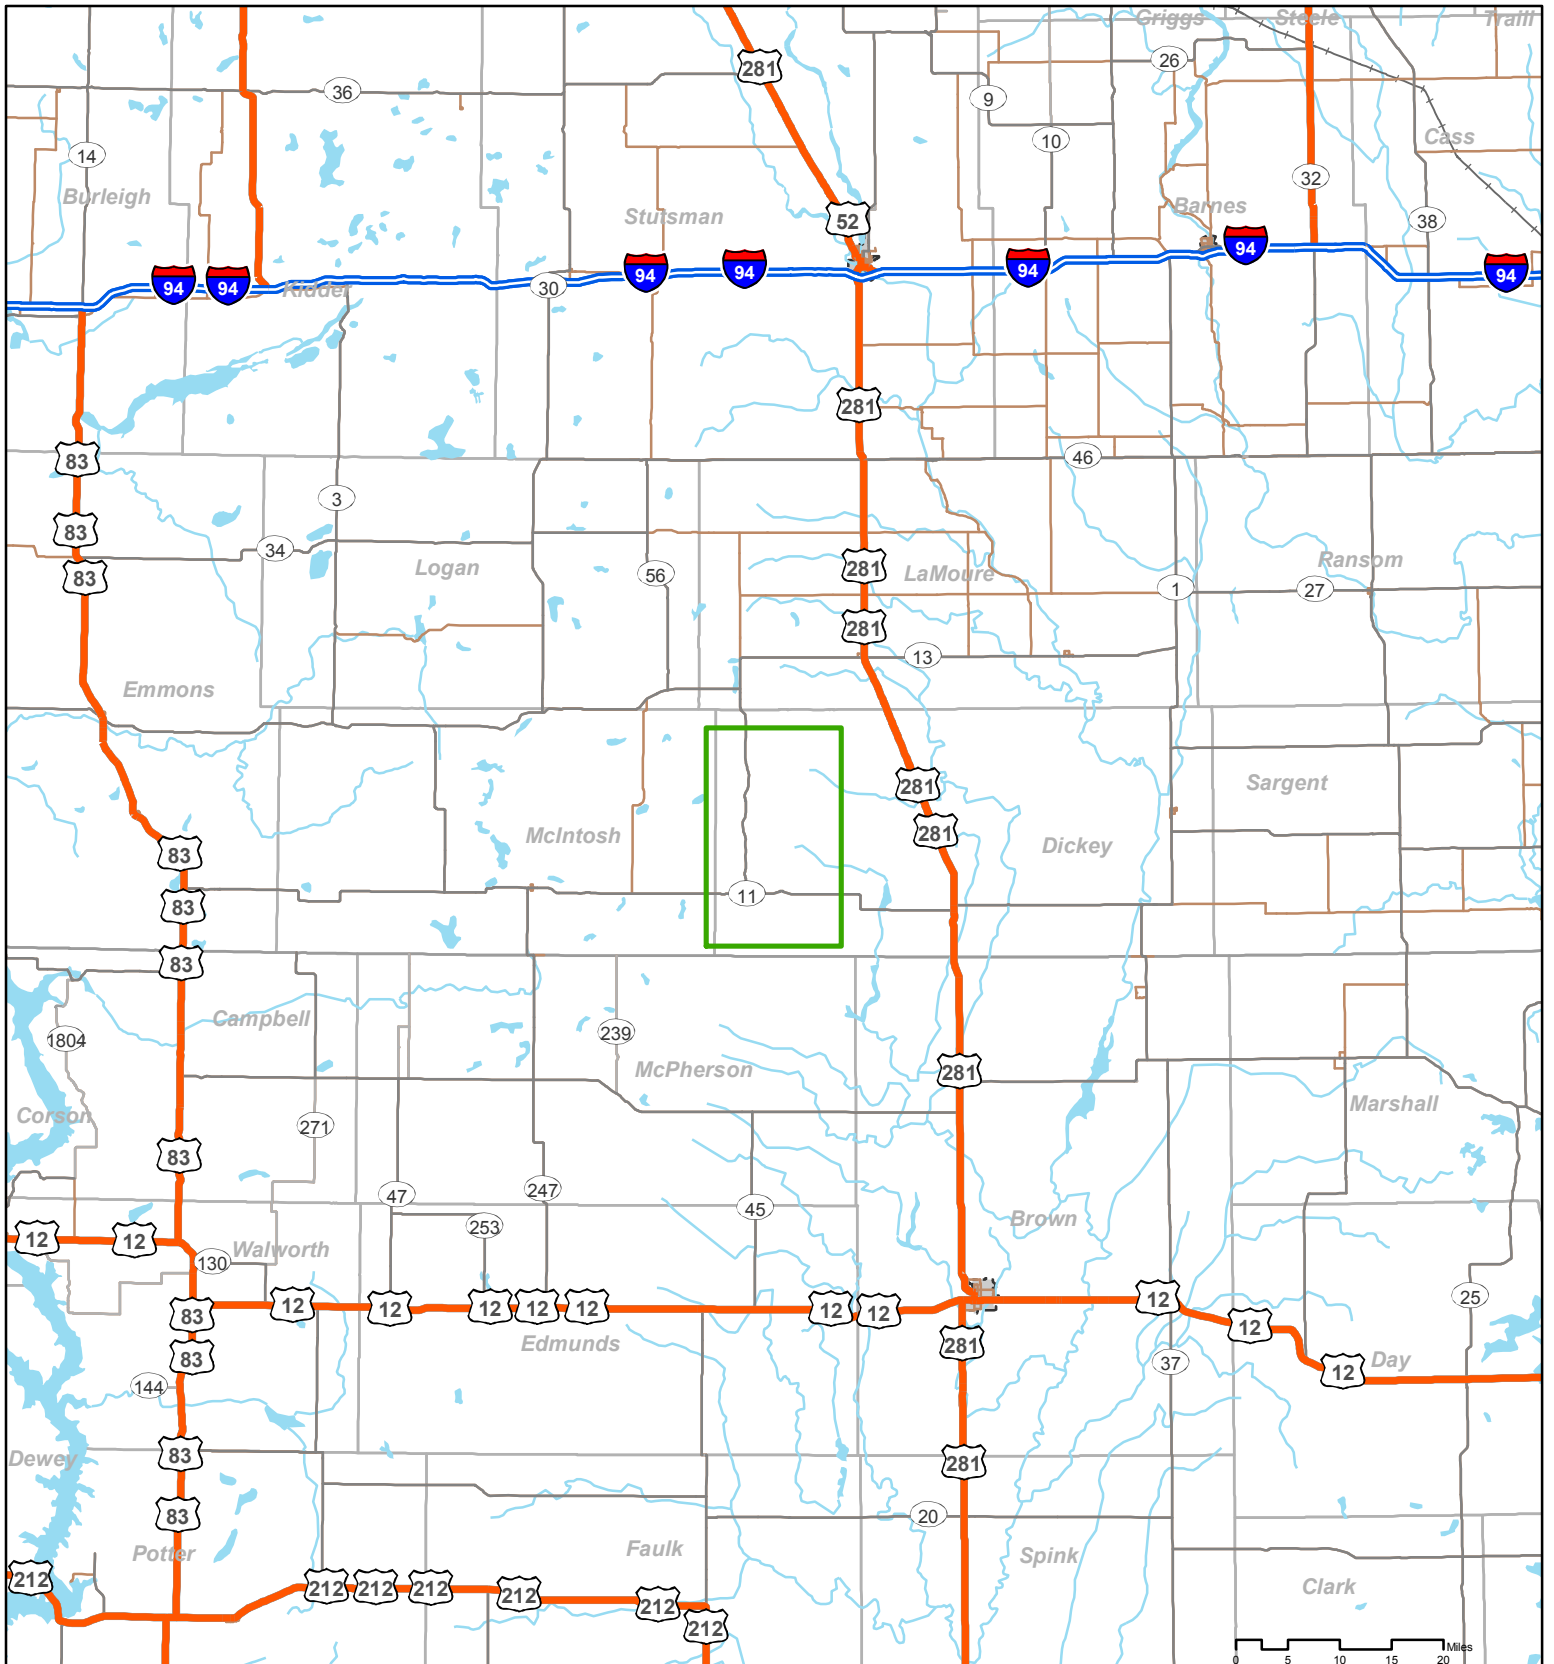 Griggs
Steele
Traill
281
26
36
9
10
Cass
14
32
Burleigh
Barnes
Stutsman
52
38
94
94
94
94
94
94
94
Kidder
30
281
83
46
3
83
34
281
Ransom
83
Logan
56
LaMoure
1
27
281
13
Emmons
281
Sargent
McIntosh
281
Dickey
83
11
83
83
Campbell
1804
239
McPherson
281
Corson
Marshall
271
83
47
247
45
Brown
253
12
12
Walworth
130
12
12
12
12
12
12
12
12
25
83
12
Edmunds
281
83
37
Day
12
144
Dewey
83
281
83
20
Potter
Faulk
Spink
212
212
212
212
212
212
212
Clark
Miles
0 5 10 15 20